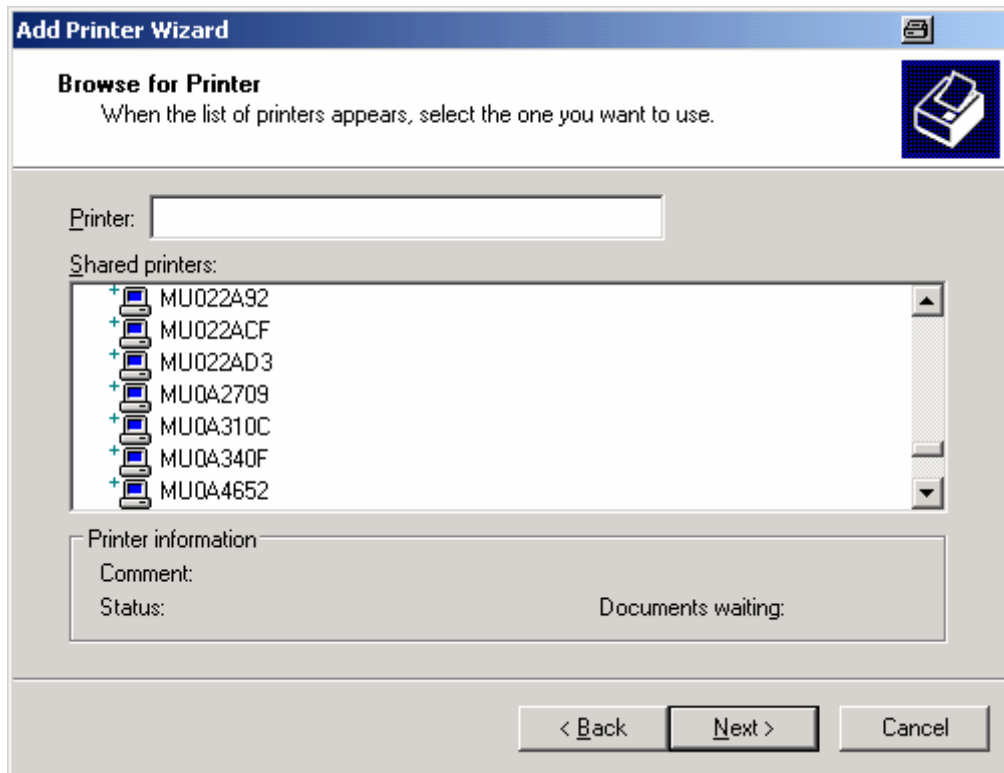 Add Printer Wizard
Browse for Printer
When the list of printers appears, select the one you want to use.
Printer:
Shared printers:
MU022A92
MU022ACF
MU022AD3
MU0A2709
MU0A310C
MU0A340F
MU0A4652
Printer information
Comment:
Status: Documents waiting:
< Back Next > Cancel